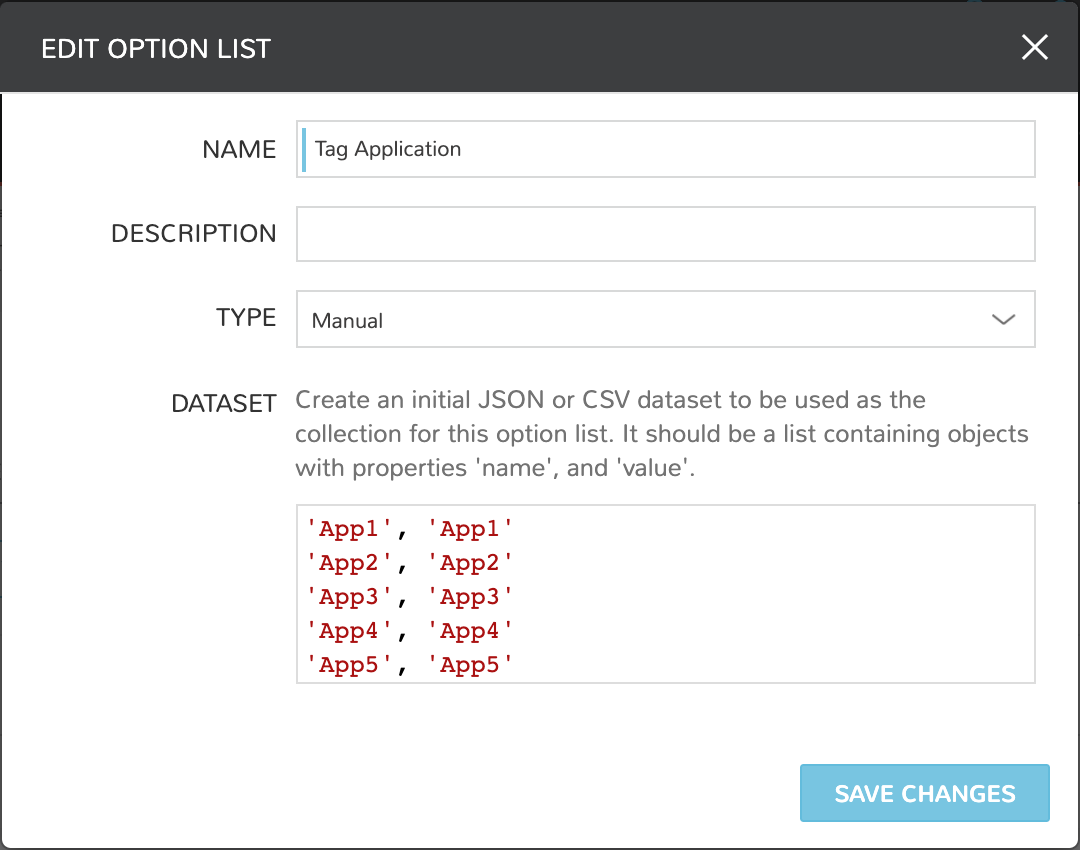 EDIT OPTION LIST
NAME
Tag Application
DESCRIPTION
TYPE
Manual
DATASET
Create an initial JSON or CSV dataset to be used as the
collection for this option list. It should be a list containing objects
with properties 'name', and 'value'.
'App1', 'App1'
'App2', 'App2'
'App3', 'App3'
'App4', 'App4'
'App5', 'App5'
SAVE CHANGES